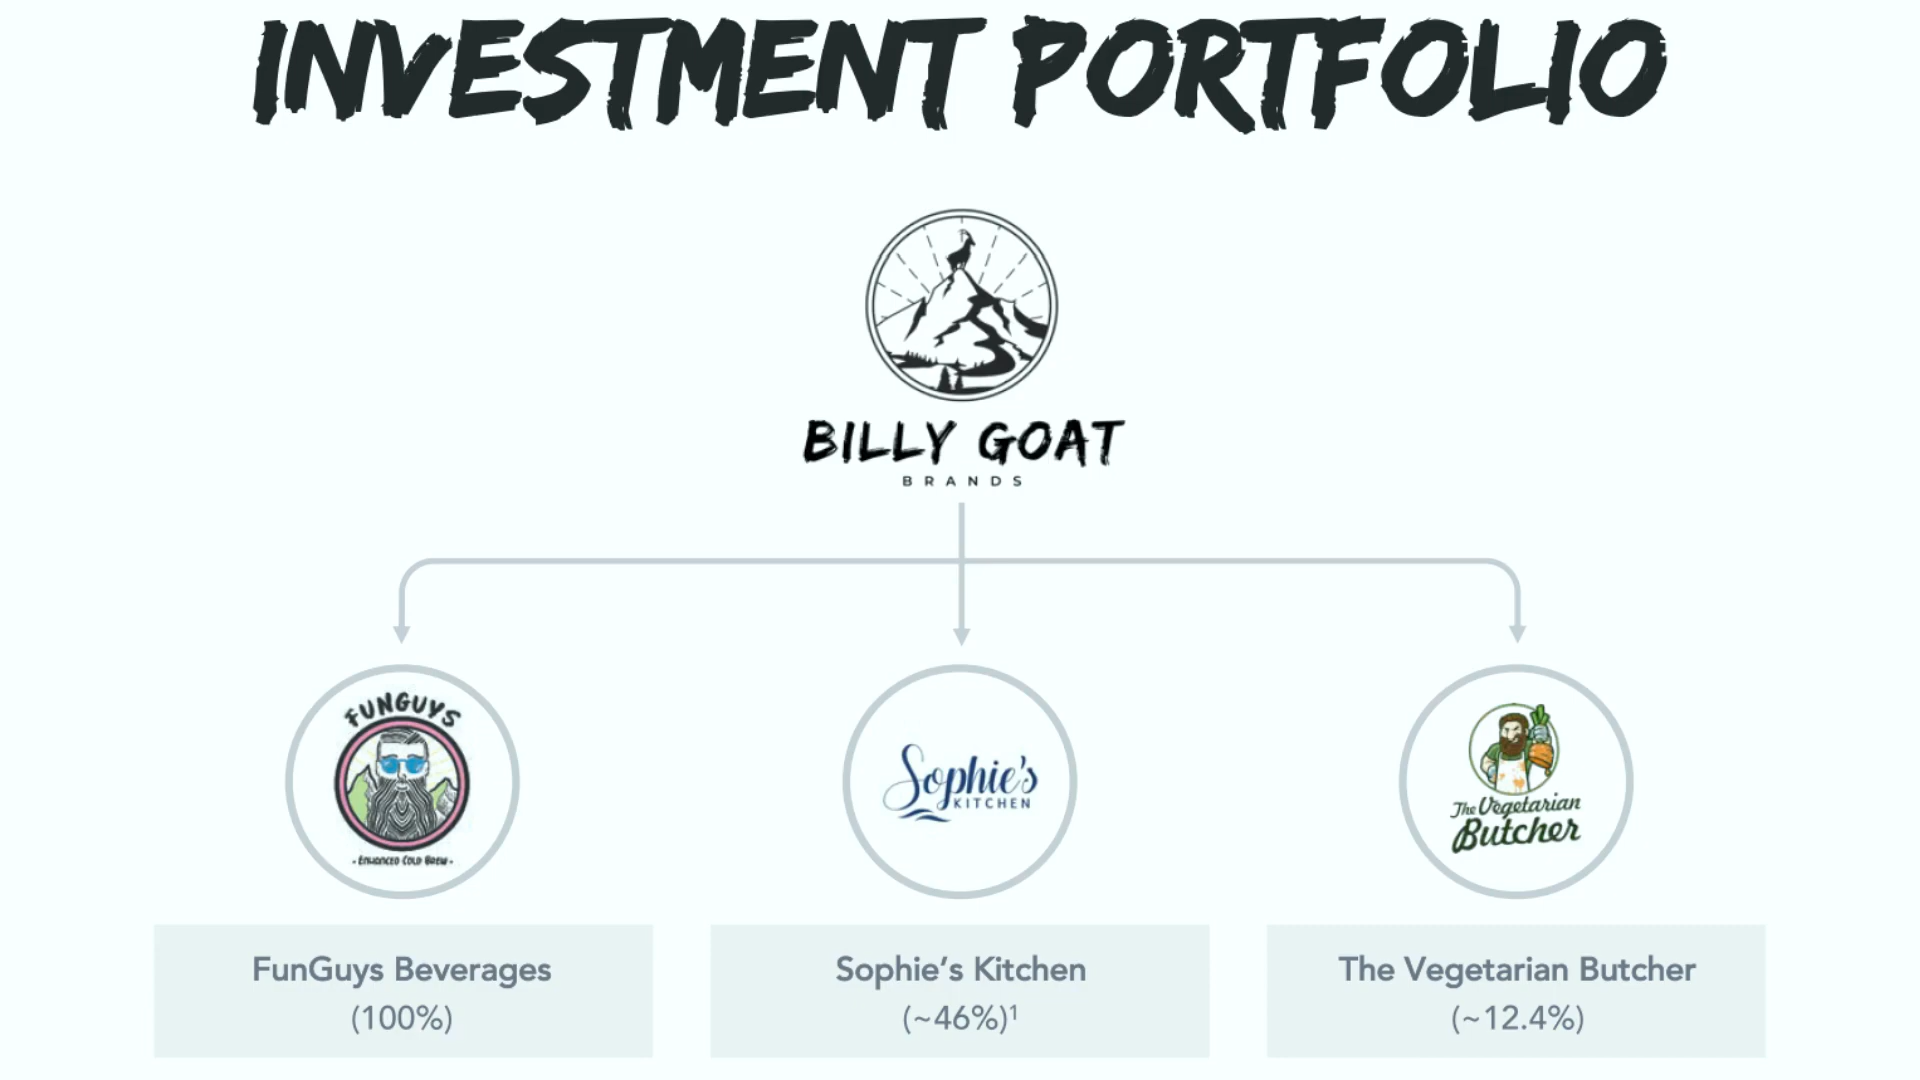 INVESTMENT PORTFOLIO
BILLY GOAT
BRANDS
FUNGUYS
- ENHANCED COLD BREW -
Sophie's
KITCHEN
The Vegetarian
Butcher
FunGuys Beverages
(100%)
Sophie’s Kitchen
(~46%)¹
The Vegetarian Butcher
(~12.4%)